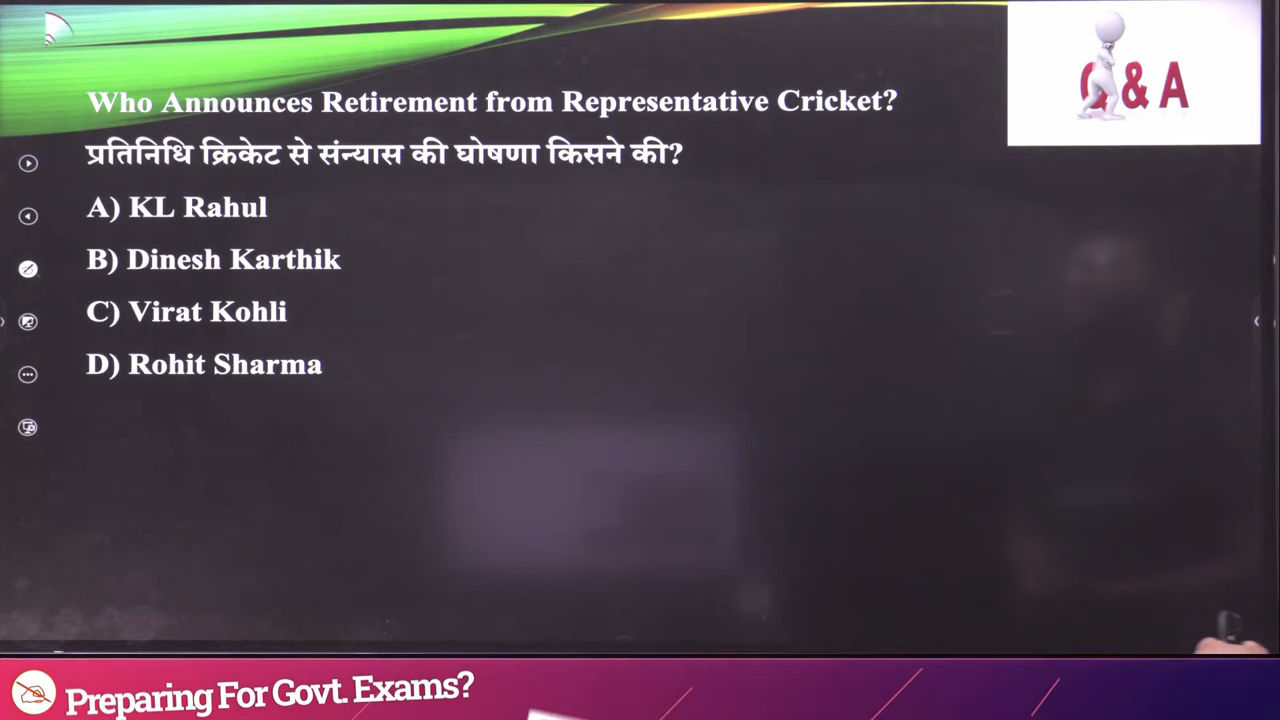 Who Announces Retirement from Representative Cricket?
प्रतिनिधि क्रिकेट से संन्यास की घोषणा किसने की?
A) KL Rahul
B) Dinesh Karthik
C) Virat Kohli
D) Rohit Sharma
Q & A
Preparing For Govt. Exams?